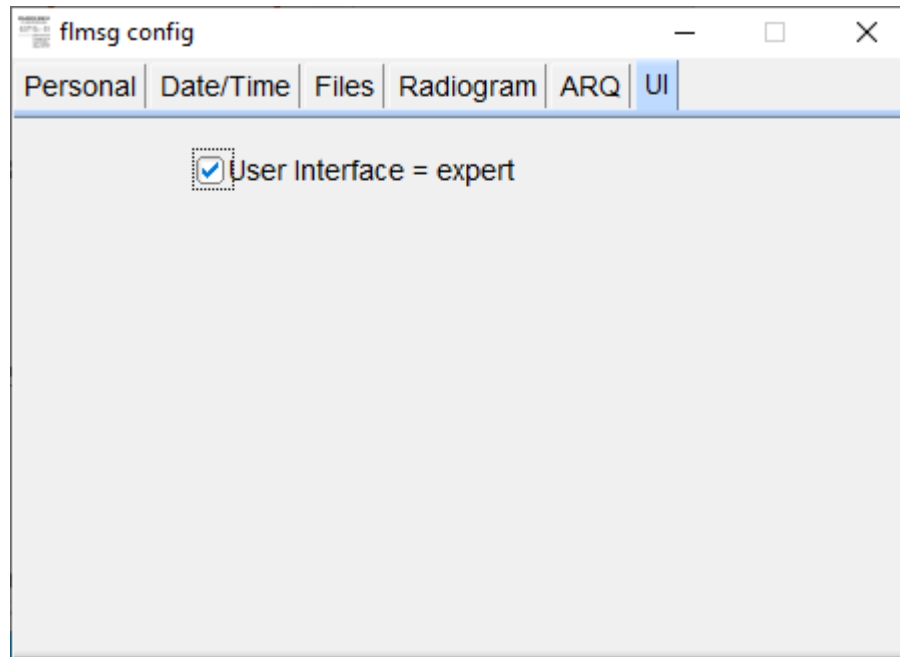 flmsg config
Personal Date/Time Files Radiogram ARQ UI
User Interface = expert